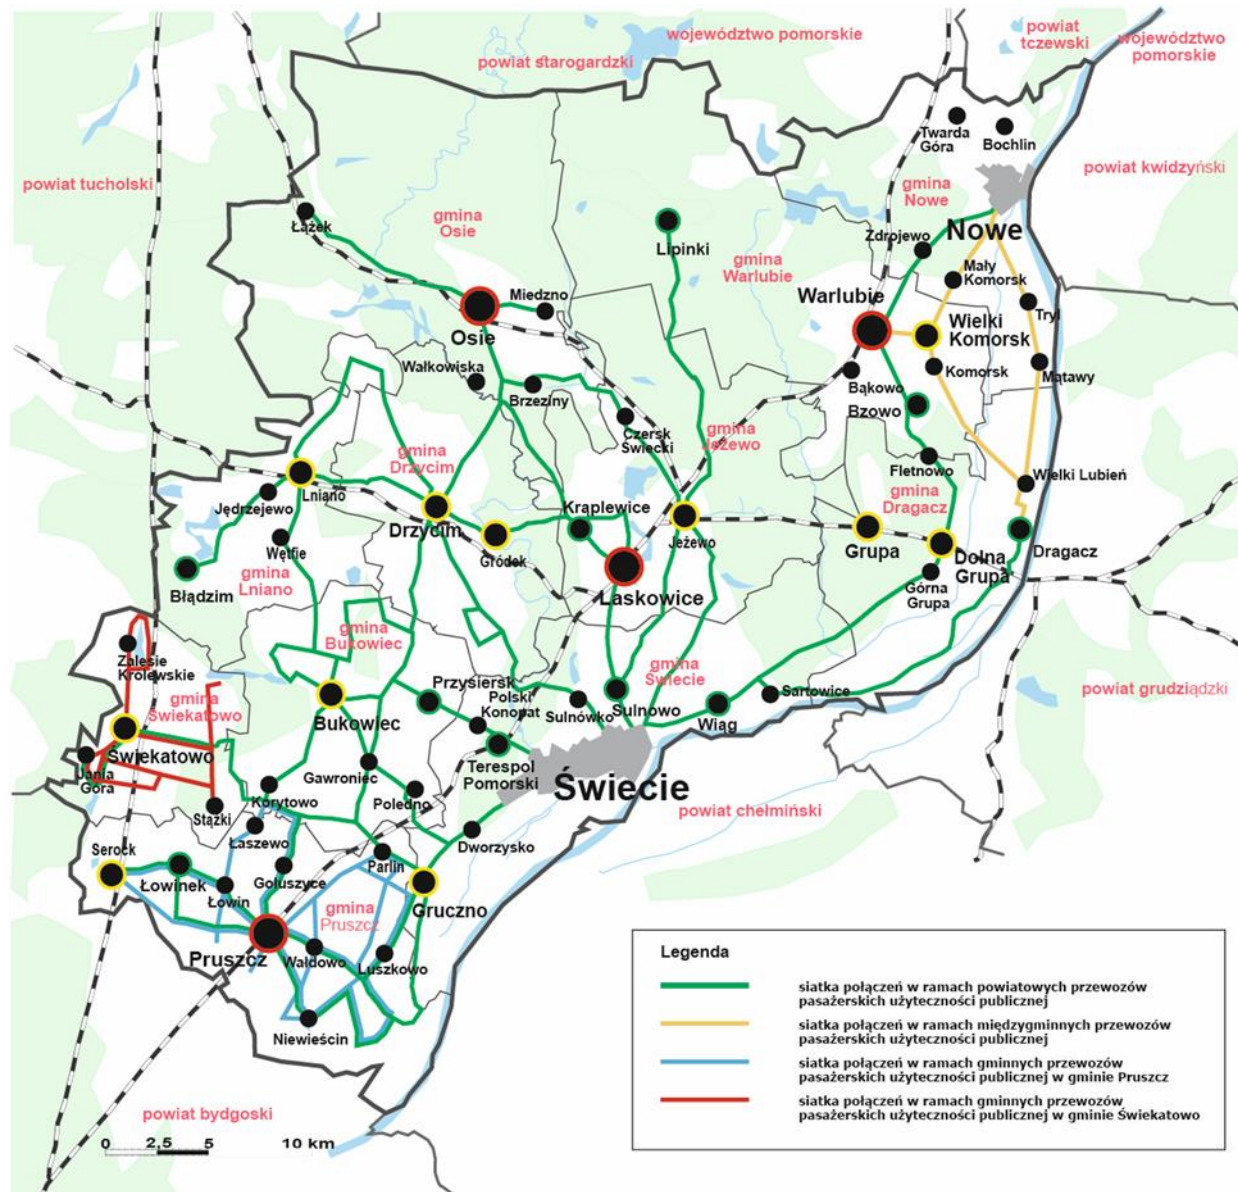 województwo pomorskie
powiat tczewski
województwo pomorskie
powiat starogardzki
Twarda
Góra
Bochlin
powiat kwidzyński
powiat tucholski
gmina
Nowe
Łążek
gmina
Osie
Lipinki
Zdrojewo
Nowe
gmina
Warlubie
Mały
Komorsk
Miedzno
Warlubie
Tryl
Osie
Wielki
Komorsk
Wałkowiska
Komorsk
Mątawy
Bąkowo
Brzeziny
Bzowo
Czersk
Świecki
gmina
Jeżewo
gmina
Drzycim
Fletnowo
Wielki Lubień
Lniano
gmina
Dragacz
Jędrzejewo
Krąplewice
Drzycim
Jeżewo
Grupa
Dolna
Grupa
Dragacz
Wętfie
Gródek
gmina
Lniano
Błądzim
Laskowice
Górna
Grupa
gmina
Bukowiec
Zalesie
Królewskie
gmina
Świecie
Przysiersk
Polski
Konopat
gmina
Świekatowo
Sulnówko
Sulnowo
Sartowice
powiat grudziądzki
Bukowiec
Wiąg
Świekatowo
Terespol
Pomorski
Jania
Góra
Gawroniec
Świecie
Korytowo
Poledno
Stążki
powiat chełmiński
Łaszewo
Serock
Dworzysko
Parlin
Łowinek
Gołuszyce
Łowin
Gruczno
gmina
Pruszcz
Pruszcz
Wałdowo
Luszkowo
Niewieścin
powiat bydgoski
0 2,5 5 10 km
Legenda
siatka połączeń w ramach powiatowych przewozów
pasażerskich użyteczności publicznej
siatka połączeń w ramach międzygminnych przewozów
pasażerskich użyteczności publicznej
siatka połączeń w ramach gminnych przewozów
pasażerskich użyteczności publicznej w gminie Pruszcz
siatka połączeń w ramach gminnych przewozów
pasażerskich użyteczności publicznej w gminie Świekatowo